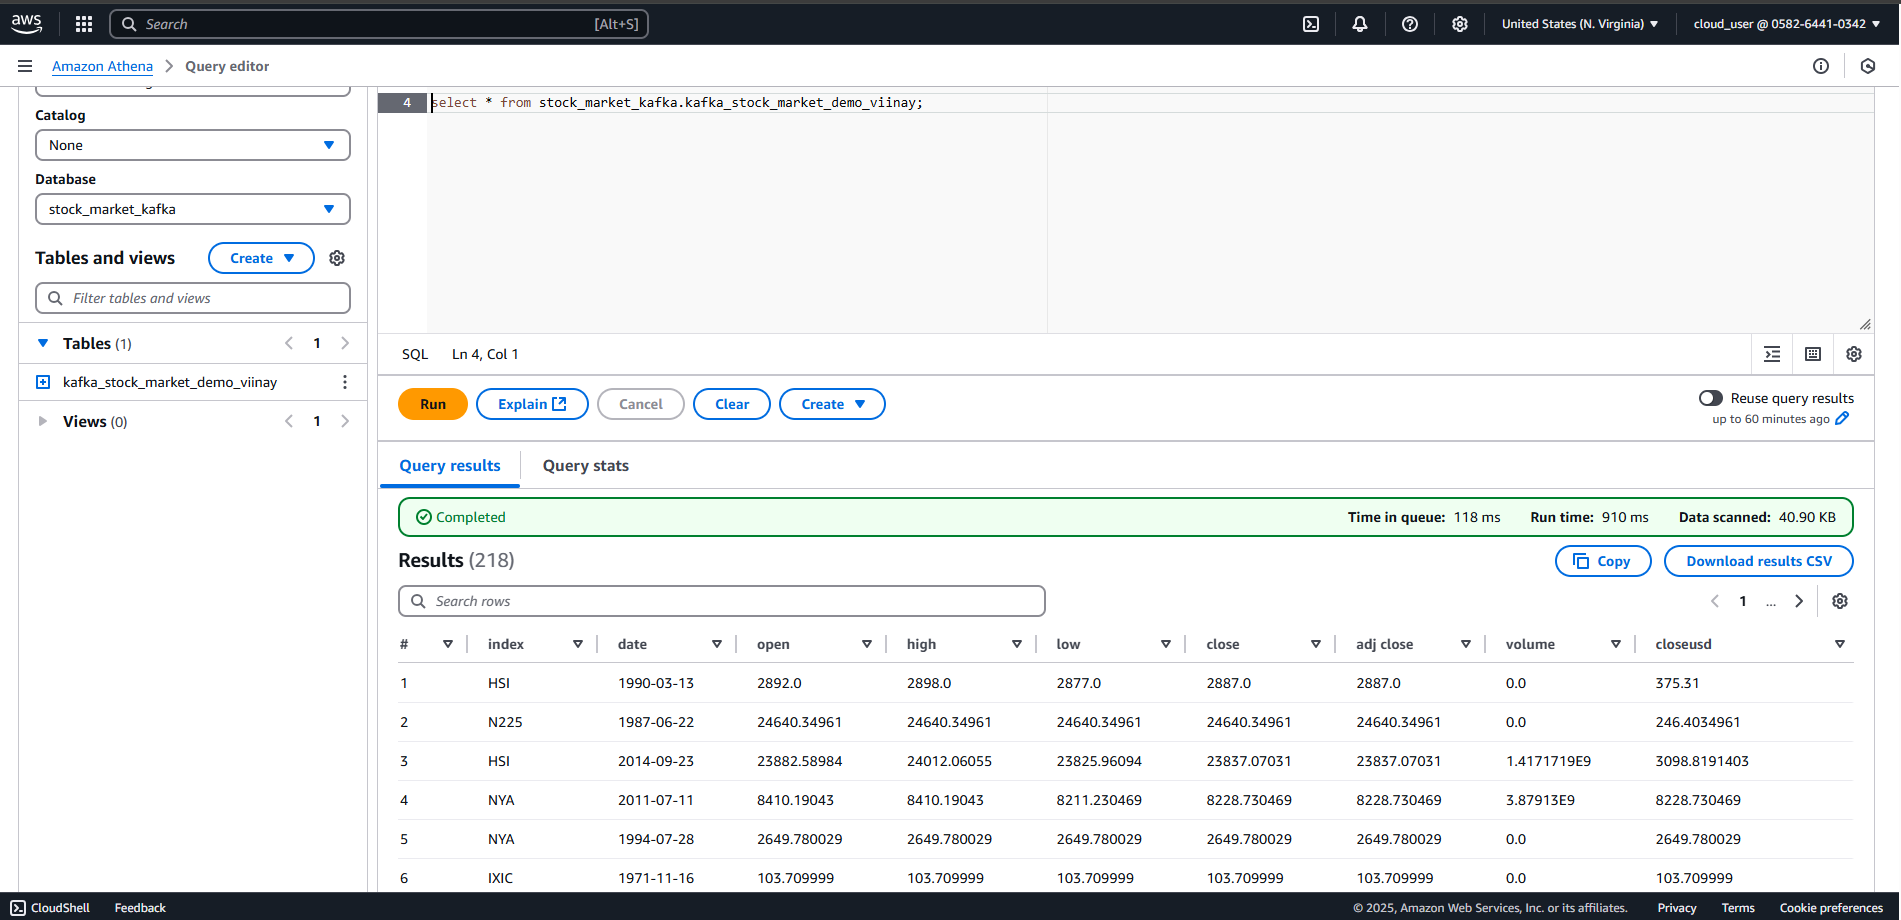 aws
Search [Alt+S]
United States (N. Virginia)
cloud_user @ 0582-6441-0342
Amazon Athena
Query editor
Catalog
None
Database
stock_market_kafka
Tables and views
Create
Filter tables and views
Tables (1)
1
kafka_stock_market_demo_viinay
Views (0)
1
4 select * from stock_market_kafka.kafka_stock_market_demo_viinay;
SQL Ln 4, Col 1
Run Explain Cancel Clear Create
Reuse query results
up to 60 minutes ago
Query results Query stats
Completed Time in queue: 118 ms Run time: 910 ms Data scanned: 40.90 KB
Results (218) Copy Download results CSV
Search rows 1 ...
# index date open high low close adj close volume closeusd
1 HSI 1990-03-13 2892.0 2898.0 2877.0 2887.0 2887.0 0.0 375.31
2 N225 1987-06-22 24640.34961 24640.34961 24640.34961 24640.34961 24640.34961 0.0 246.4034961
3 HSI 2014-09-23 23882.58984 24012.06055 23825.96094 23837.07031 23837.07031 1.4171719E9 3098.8191403
4 NYA 2011-07-11 8410.19043 8410.19043 8211.230469 8228.730469 8228.730469 3.87913E9 8228.730469
5 NYA 1994-07-28 2649.780029 2649.780029 2649.780029 2649.780029 2649.780029 0.0 2649.780029
6 IXIC 1971-11-16 103.709999 103.709999 103.709999 103.709999 103.709999 0.0 103.709999
CloudShell Feedback © 2025, Amazon Web Services, Inc. or its affiliates. Privacy Terms Cookie preferences